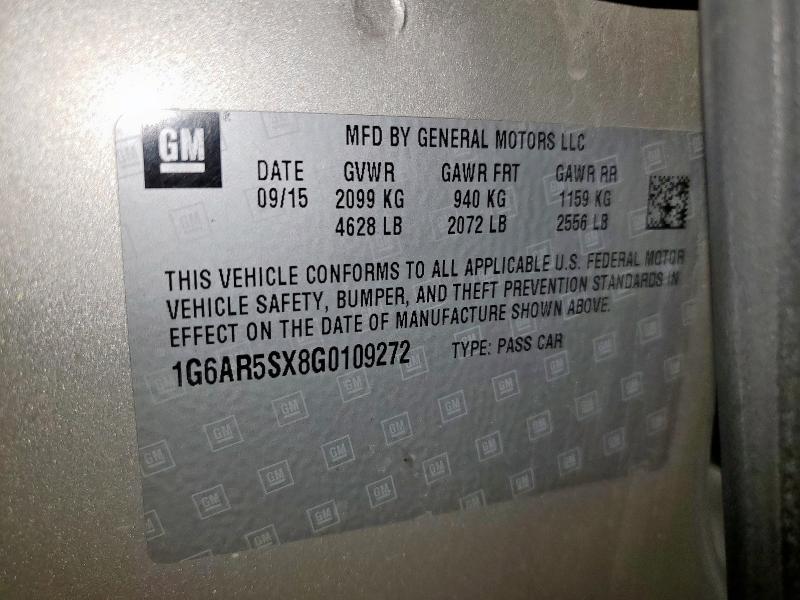 GM
MFD BY GENERAL MOTORS LLC
DATE GVWR GAWR FRT GAWR RR
09/15 2099 KG 940 KG 1159 KG
4628 LB 2072 LB 2556 LB
THIS VEHICLE CONFORMS TO ALL APPLICABLE U.S. FEDERAL MOTOR
VEHICLE SAFETY, BUMPER, AND THEFT PREVENTION STANDARDS IN
EFFECT ON THE DATE OF MANUFACTURE SHOWN ABOVE.
1G6AR5SX8G0109272 TYPE: PASS CAR